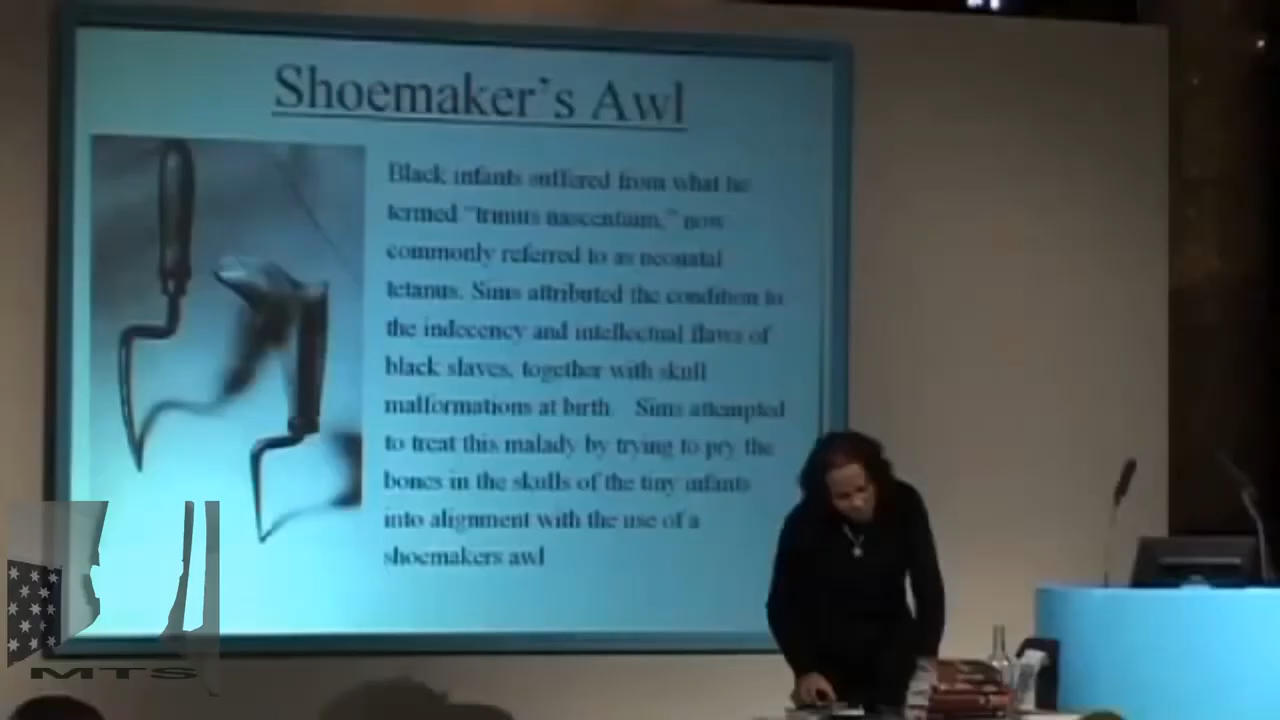 Shoemaker's Awl
Black infants suffered from what he
termed "trimus nascentium," now
commonly referred to as neonatal
tetanus. Sims attributed the condition to
the indecency and intellectual flaws of
black slaves, together with skull
malformations at birth. Sims attempted
to treat this malady by trying to pry the
bones in the skulls of the tiny infants
into alignment with the use of a
shoemakers awl
MTS